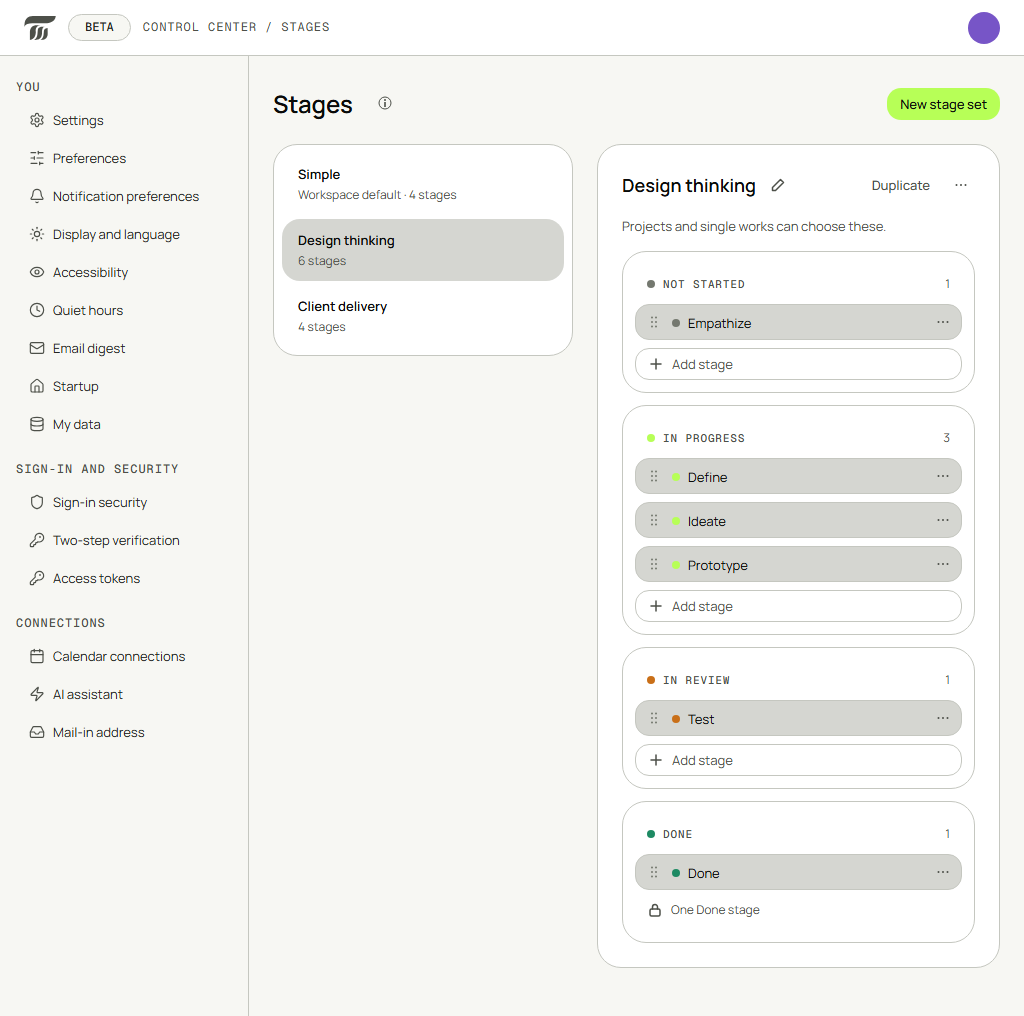 BETA
CONTROL CENTER / STAGES
YOU
Settings
Preferences
Notification preferences
Display and language
Accessibility
Quiet hours
Email digest
Startup
My data
SIGN-IN AND SECURITY
Sign-in security
Two-step verification
Access tokens
CONNECTIONS
Calendar connections
AI assistant
Mail-in address
Stages
New stage set
Simple
Workspace default · 4 stages
Design thinking
6 stages
Client delivery
4 stages
Design thinking
Duplicate
Projects and single works can choose these.
NOT STARTED 1
Empathize
Add stage
IN PROGRESS 3
Define
Ideate
Prototype
Add stage
IN REVIEW 1
Test
Add stage
DONE 1
Done
One Done stage